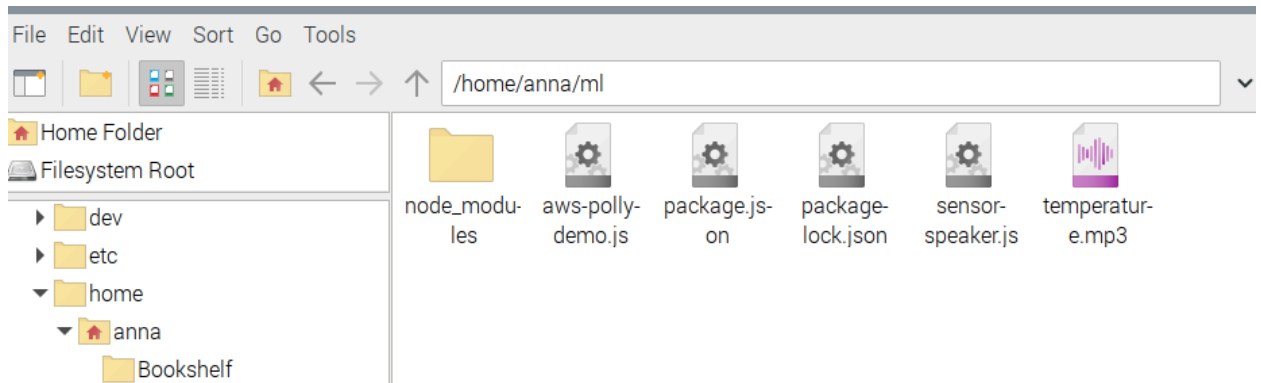 File Edit View Sort Go Tools
/home/anna/ml
Home Folder
Filesystem Root
dev
etc
home
anna
Bookshelf
node_modu-
les
aws-polly-
demo.js
package.js-
on
package-
lock.json
sensor-
speaker.js
temperatur-
e.mp3